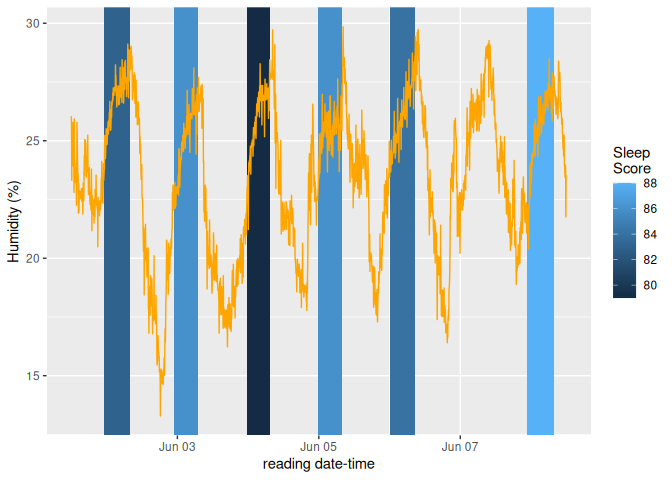 30
25
20
15
Humidity (%)
Jun 03
Jun 05
Jun 07
reading date-time
Sleep
Score
88
86
84
82
80